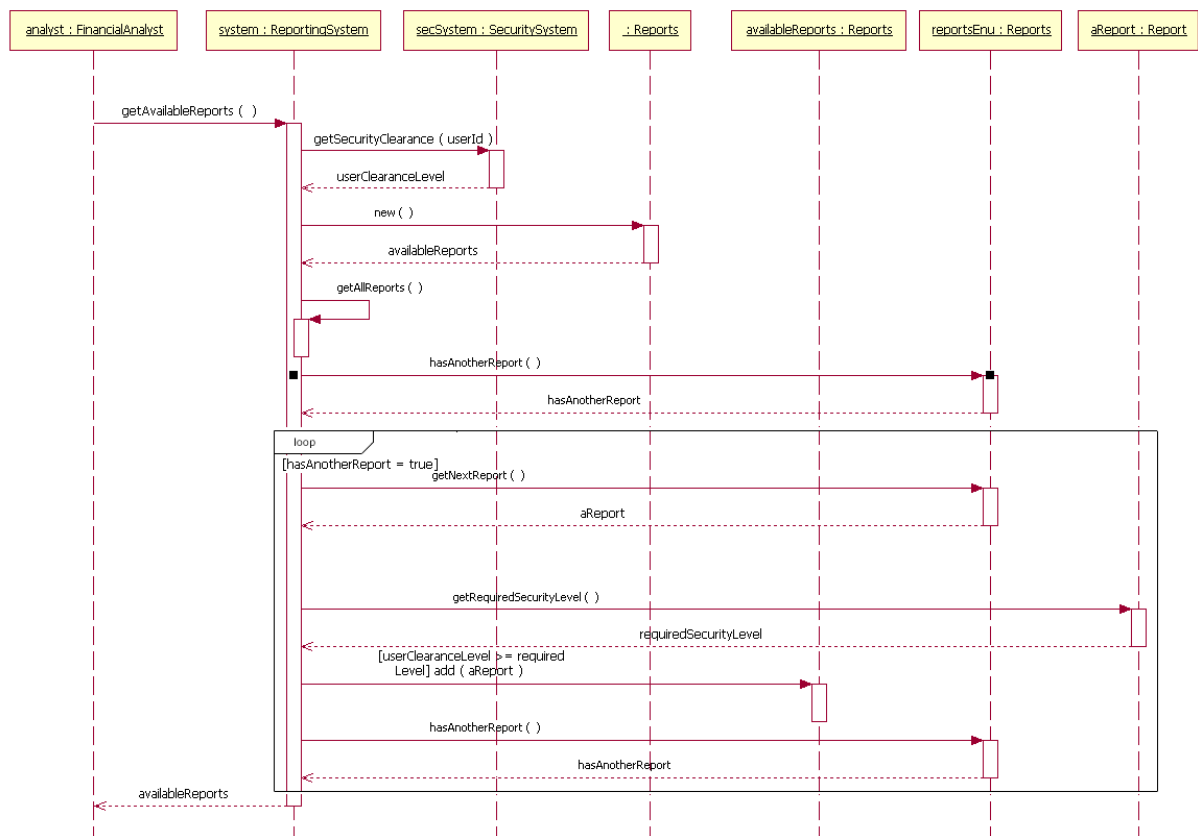 analyst : FinancialAnalyst
system : ReportingSystem
secSystem : SecuritySystem
: Reports
availableReports : Reports
reportsEnu : Reports
aReport : Report
getAvailableReports ( )
getSecurityClearance ( userId )
userClearanceLevel
new ( )
availableReports
getAllReports ( )
hasAnotherReport ( )
hasAnotherReport
loop
[hasAnotherReport = true]
getNextReport ( )
aReport
getRequiredSecurityLevel ( )
requiredSecurityLevel
[userClearanceLevel >= required
Level] add ( aReport )
hasAnotherReport ( )
hasAnotherReport
availableReports